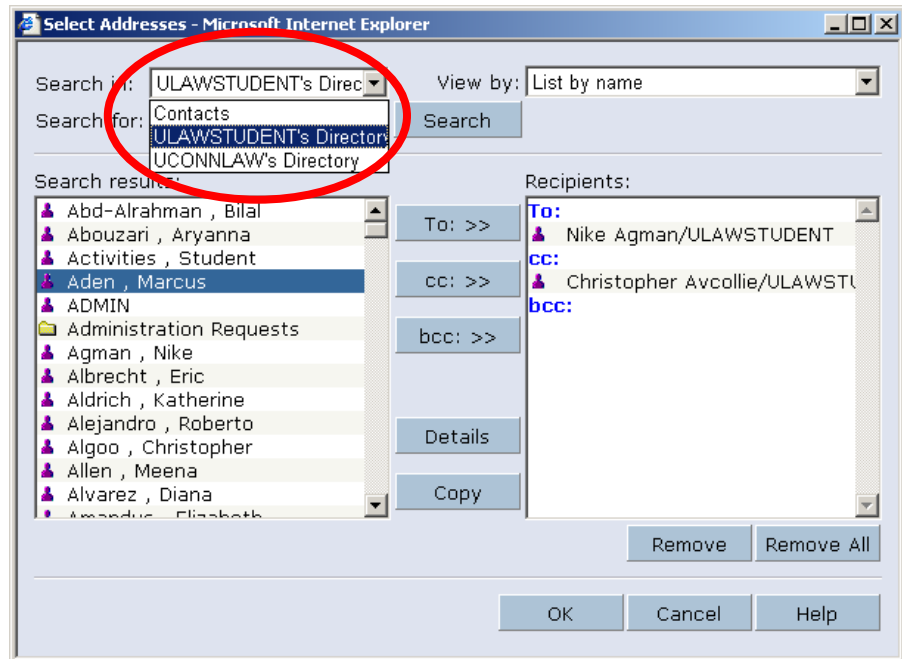 Select Addresses - Microsoft Internet Explorer
Search in: ULAWSTUDENT's Direc View by: List by name
Search for: Contacts Search
ULAWSTUDENT's Directory
UCONNLAW's Directory
Search results: Recipients:
Abd-Alrahman , Bilal
Abouzari , Aryanna
Activities , Student
Aden , Marcus
ADMIN
Administration Requests
Agman , Nike
Albrecht , Eric
Aldrich , Katherine
Alejandro , Roberto
Algoo , Christopher
Allen , Meena
Alvarez , Diana
Amandus , Elizabeth
To: >>
cc: >>
bcc: >>
Details
Copy
To:
Nike Agman/ULAWSTUDENT
cc:
Christopher Avcollie/ULAWSTU
bcc:
Remove Remove All
OK Cancel Help